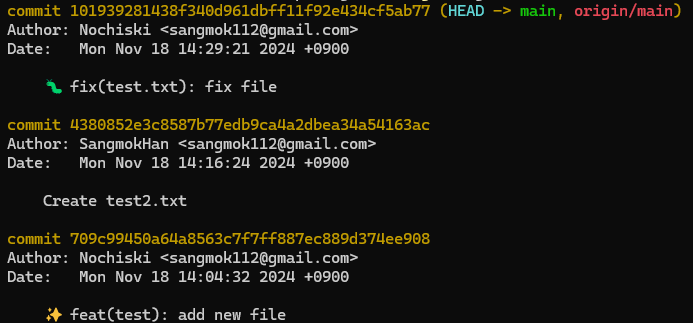 commit 101939281438f340d961dbff11f92e434cf5ab77 (HEAD -> main, origin/main)
Author: Nochiski <sangmok112@gmail.com>
Date:   Mon Nov 18 14:29:21 2024 +0900
🐛 fix(test.txt): fix file
commit 4380852e3c8587b77edb9ca4a2dbea34a54163ac
Author: SangmokHan <sangmok112@gmail.com>
Date:   Mon Nov 18 14:16:24 2024 +0900
Create test2.txt
commit 709c99450a64a8563c7f7ff887ec889d374ee908
Author: Nochiski <sangmok112@gmail.com>
Date:   Mon Nov 18 14:04:32 2024 +0900
✨ feat(test): add new file